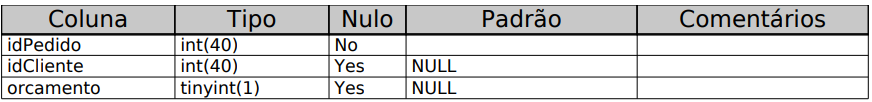 Coluna Tipo Nulo Padrão Comentários
idPedido int(40) No
idCliente int(40) Yes NULL
orcamento tinyint(1) Yes NULL